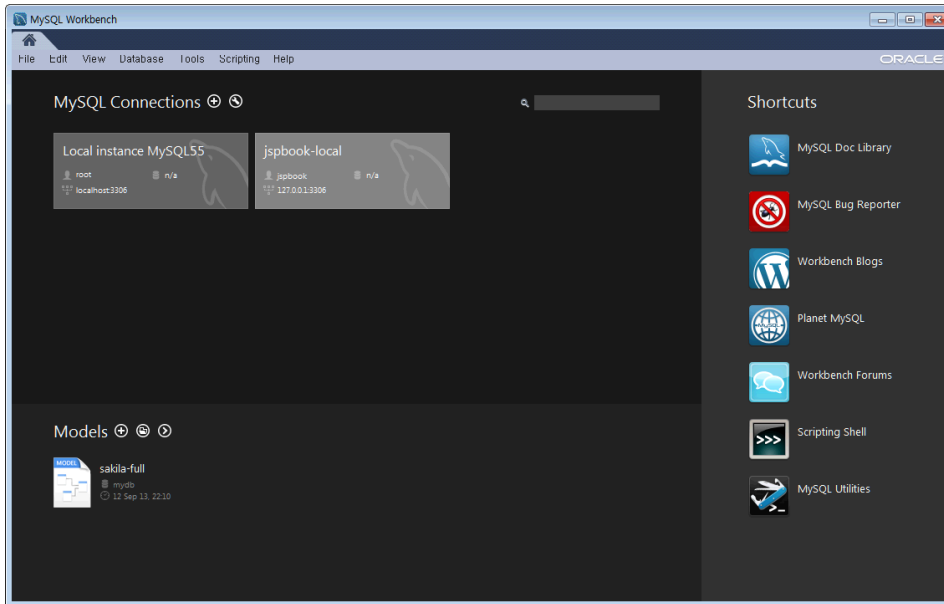 MySQL Workbench
File Edit View Database Tools Scripting Help
ORACLE
MySQL Connections
Local instance MySQL55
root n/a
localhost:3306
jspbook-local
jspbook n/a
127.0.0.1:3306
Shortcuts
MySQL Doc Library
MySQL Bug Reporter
Workbench Blogs
Planet MySQL
Workbench Forums
Scripting Shell
MySQL Utilities
Models
MODEL
sakila-full
mydb
12 Sep 13, 22:10